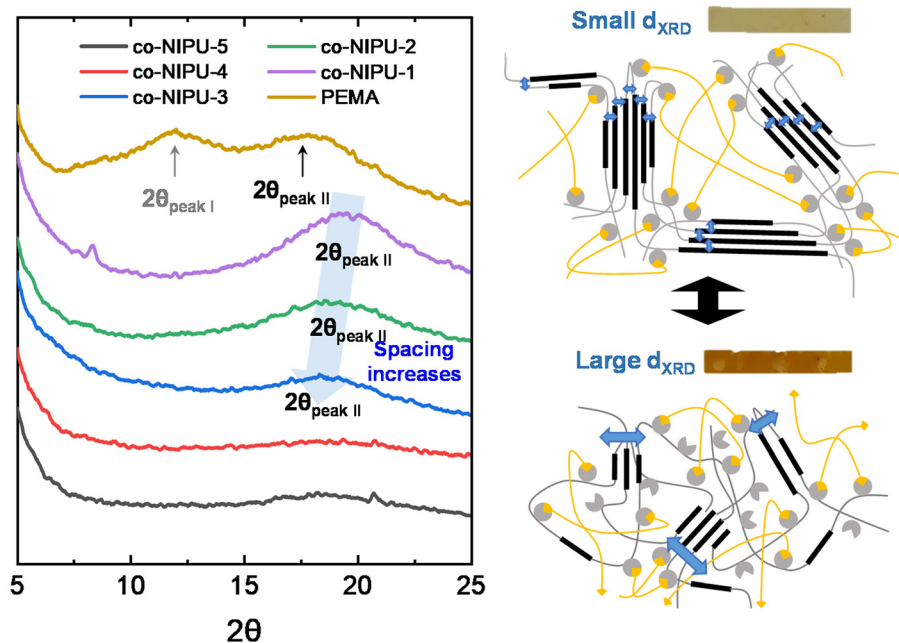 co-NIPU-5
co-NIPU-4
co-NIPU-3
co-NIPU-2
co-NIPU-1
PEMA
2θpeak I
2θpeak II
2θpeak II
2θpeak II
Spacing
increases
2θpeak II
5 10 15 20 25
2θ
Small dXRD
Large dXRD